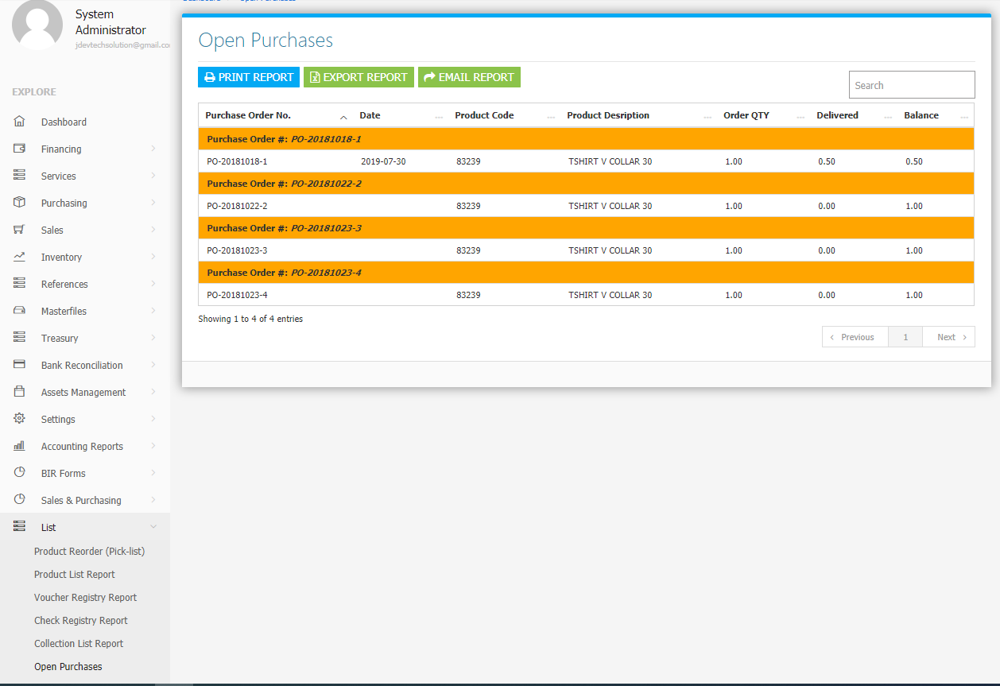 System
Administrator
jdevtechsolution@gmail.co
EXPLORE
Dashboard
Financing
Services
Purchasing
Sales
Inventory
References
Masterfiles
Treasury
Bank Reconciliation
Assets Management
Settings
Accounting Reports
BIR Forms
Sales & Purchasing
List
Product Reorder (Pick-list)
Product List Report
Voucher Registry Report
Check Registry Report
Collection List Report
Open Purchases
Dashboard Open Purchases
Open Purchases
PRINT REPORT EXPORT REPORT EMAIL REPORT
Search
Purchase Order No. Date Product Code Product Desription Order QTY Delivered Balance
Purchase Order #: PO-20181018-1
PO-20181018-1 2019-07-30 83239 TSHIRT V COLLAR 30 1.00 0.50 0.50
Purchase Order #: PO-20181022-2
PO-20181022-2 83239 TSHIRT V COLLAR 30 1.00 0.00 1.00
Purchase Order #: PO-20181023-3
PO-20181023-3 83239 TSHIRT V COLLAR 30 1.00 0.00 1.00
Purchase Order #: PO-20181023-4
PO-20181023-4 83239 TSHIRT V COLLAR 30 1.00 0.00 1.00
Showing 1 to 4 of 4 entries
Previous 1 Next